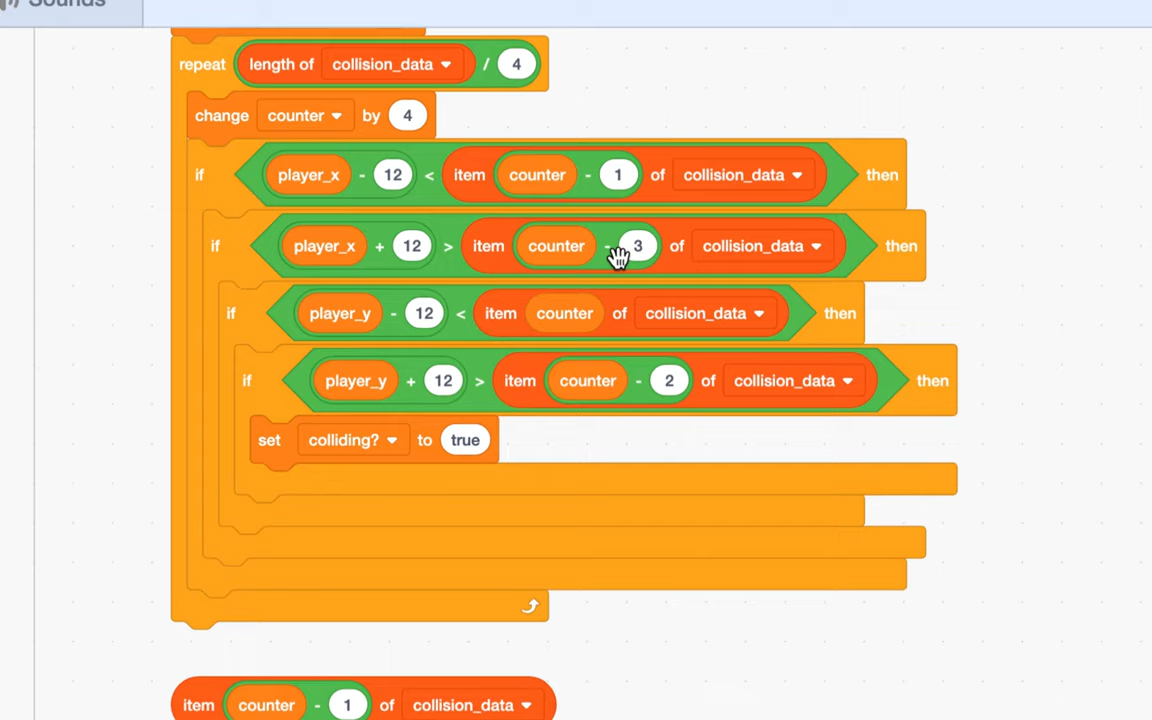 Sounds
repeat length of collision_data / 4
change counter by 4
if player_x - 12 < item counter - 1 of collision_data then
if player_x + 12 > item counter - 3 of collision_data then
if player_y - 12 < item counter of collision_data then
if player_y + 12 > item counter - 2 of collision_data then
set colliding? to true
item counter - 1 of collision_data